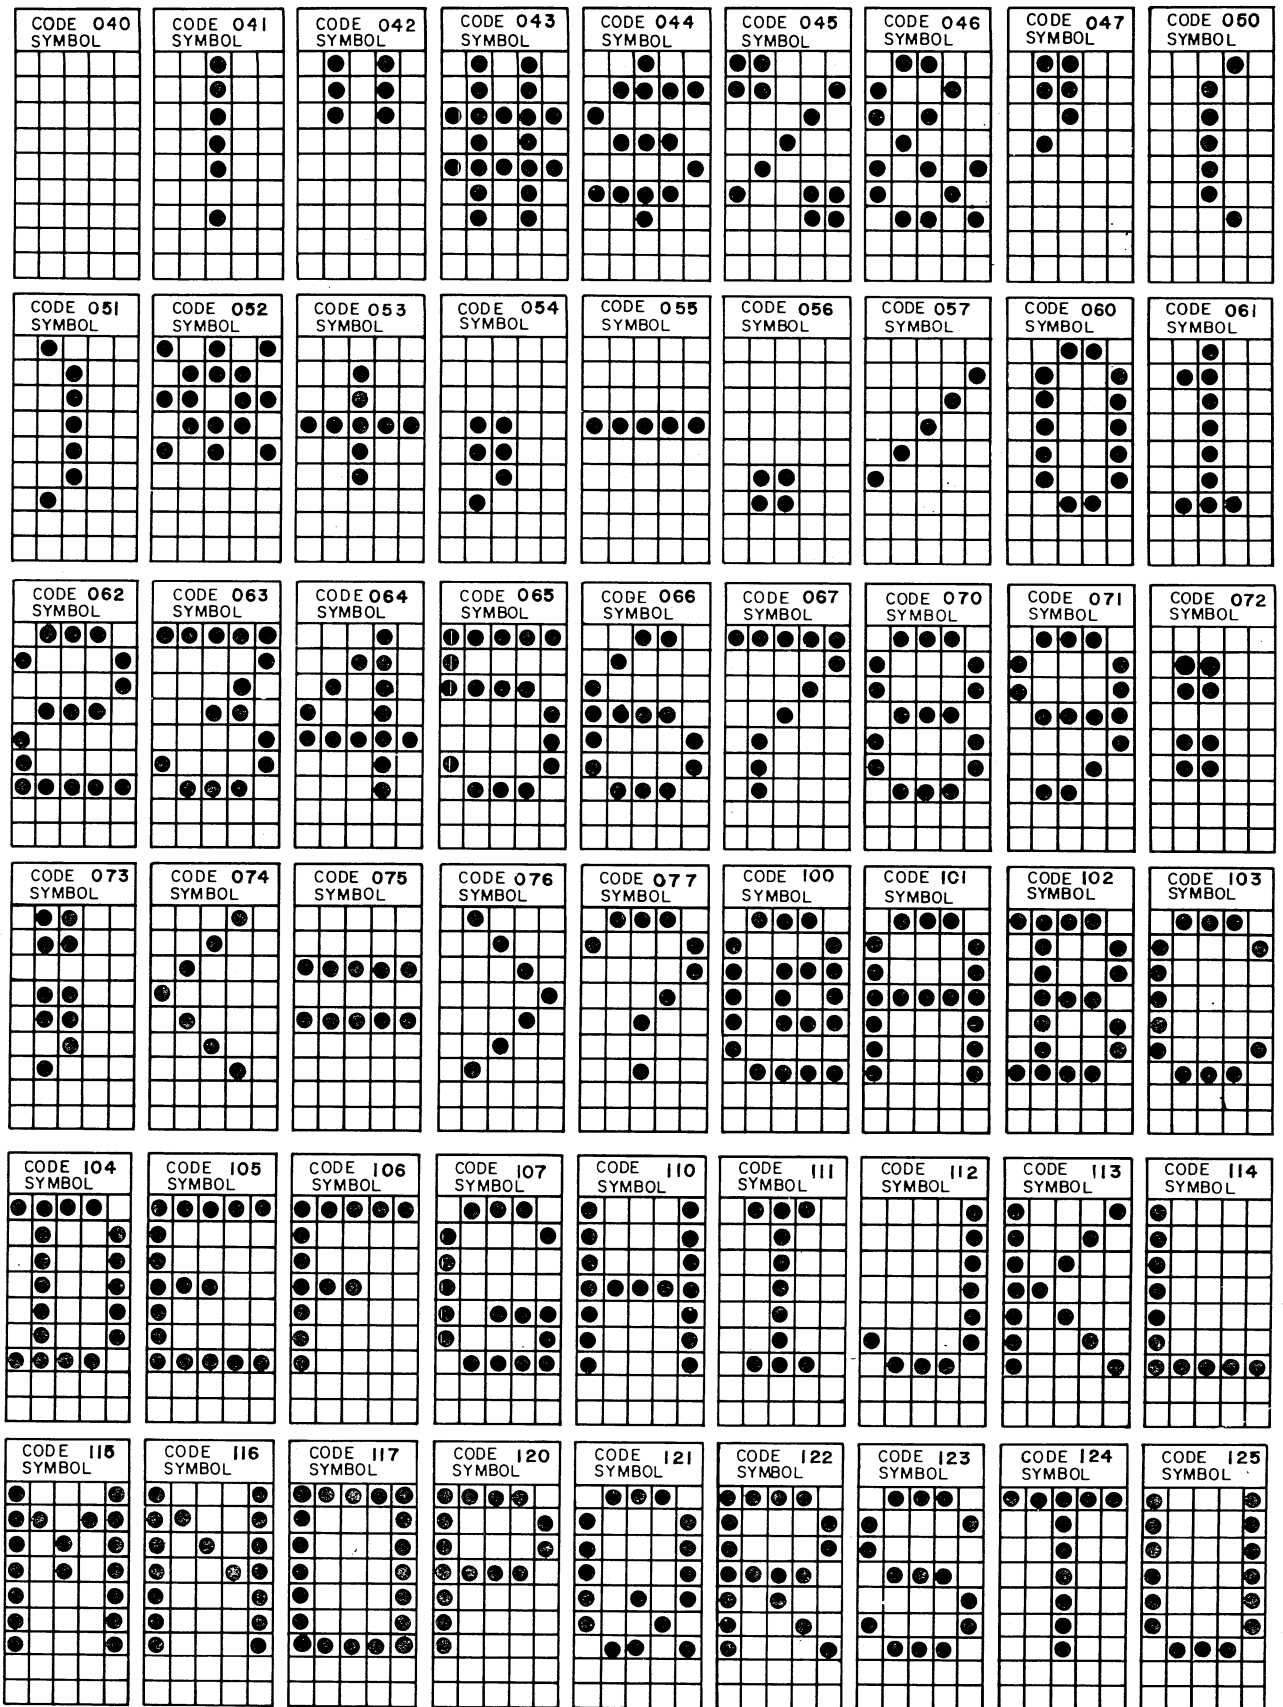 CODE 040
SYMBOL
CODE 041
SYMBOL
CODE 042
SYMBOL
CODE 043
SYMBOL
CODE 044
SYMBOL
CODE 045
SYMBOL
CODE 046
SYMBOL
CODE 047
SYMBOL
CODE 050
SYMBOL
CODE 051
SYMBOL
CODE 052
SYMBOL
CODE 053
SYMBOL
CODE 054
SYMBOL
CODE 055
SYMBOL
CODE 056
SYMBOL
CODE 057
SYMBOL
CODE 060
SYMBOL
CODE 061
SYMBOL
CODE 062
SYMBOL
CODE 063
SYMBOL
CODE 064
SYMBOL
CODE 065
SYMBOL
CODE 066
SYMBOL
CODE 067
SYMBOL
CODE 070
SYMBOL
CODE 071
SYMBOL
CODE 072
SYMBOL
CODE 073
SYMBOL
CODE 074
SYMBOL
CODE 075
SYMBOL
CODE 076
SYMBOL
CODE 077
SYMBOL
CODE 100
SYMBOL
CODE 101
SYMBOL
CODE 102
SYMBOL
CODE 103
SYMBOL
CODE 104
SYMBOL
CODE 105
SYMBOL
CODE 106
SYMBOL
CODE 107
SYMBOL
CODE 110
SYMBOL
CODE 111
SYMBOL
CODE 112
SYMBOL
CODE 113
SYMBOL
CODE 114
SYMBOL
CODE 115
SYMBOL
CODE 116
SYMBOL
CODE 117
SYMBOL
CODE 120
SYMBOL
CODE 121
SYMBOL
CODE 122
SYMBOL
CODE 123
SYMBOL
CODE 124
SYMBOL
CODE 125
SYMBOL